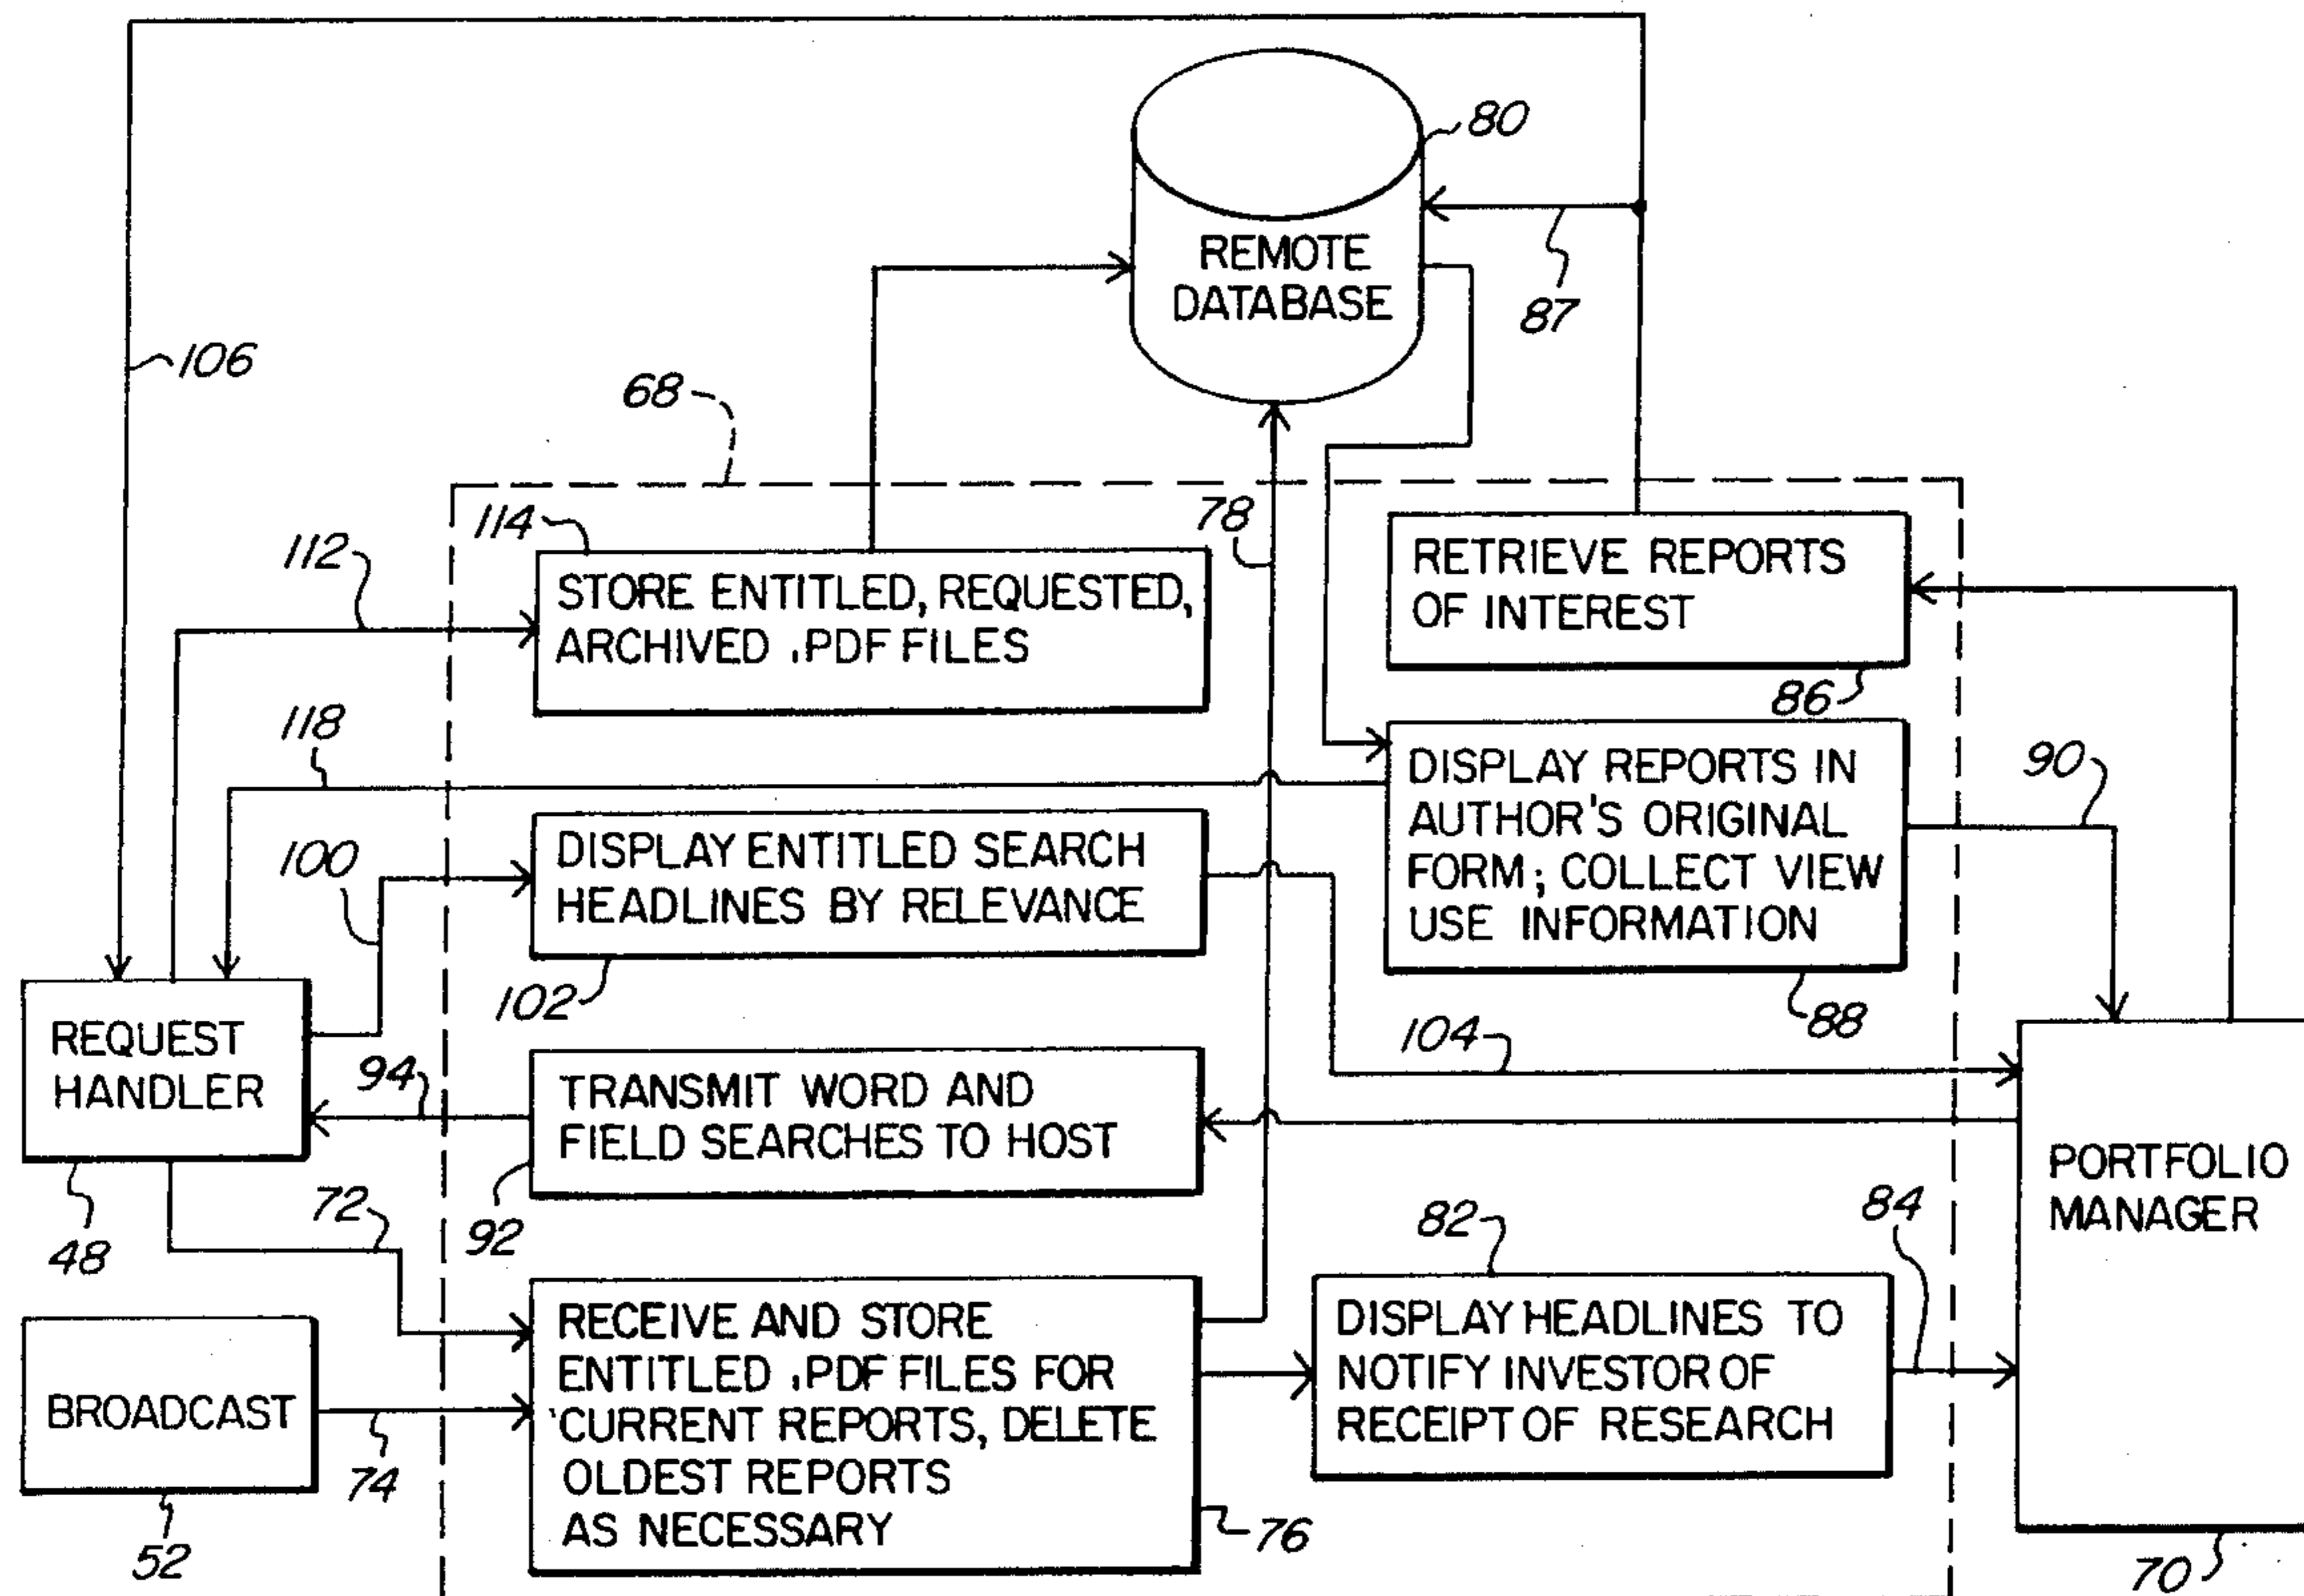 80
REMOTE
DATABASE
87
106
68
78
114
112
STORE ENTITLED, REQUESTED,
ARCHIVED .PDF FILES
RETRIEVE REPORTS
OF INTEREST
86
118
DISPLAY REPORTS IN
AUTHOR'S ORIGINAL
FORM; COLLECT VIEW
USE INFORMATION
90
88
100
DISPLAY ENTITLED SEARCH
HEADLINES BY RELEVANCE
102
104
REQUEST
HANDLER
48
94
TRANSMIT WORD AND
FIELD SEARCHES TO HOST
92
PORTFOLIO
MANAGER
70
72
82
84
BROADCAST
52
74
RECEIVE AND STORE
ENTITLED .PDF FILES FOR
CURRENT REPORTS, DELETE
OLDEST REPORTS
AS NECESSARY
76
DISPLAY HEADLINES TO
NOTIFY INVESTOR OF
RECEIPT OF RESEARCH